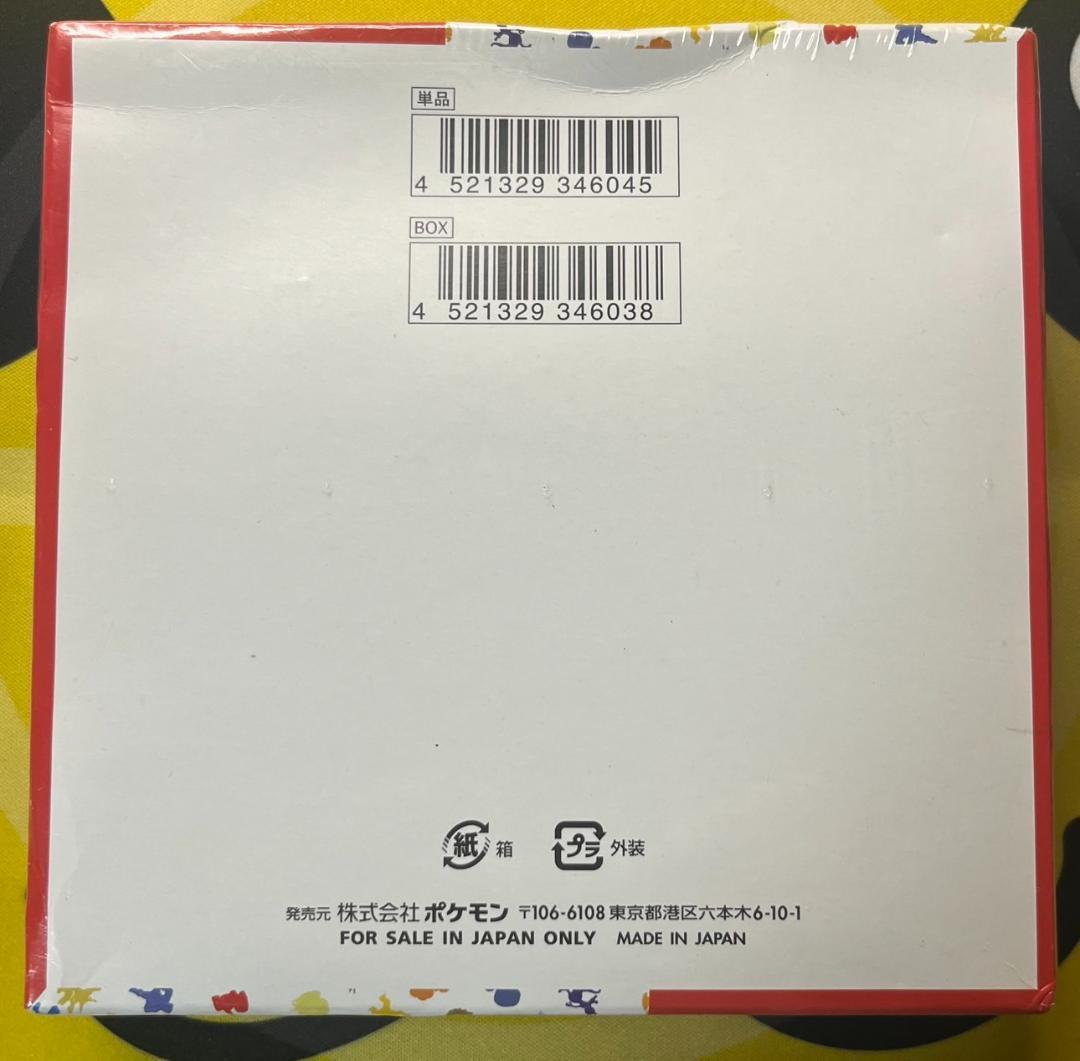 単品
4 521329 346045
BOX
4 521329 346038
紙 箱 プラ 外装
発売元 株式会社ポケモン 〒106-6108 東京都港区六本木6-10-1
FOR SALE IN JAPAN ONLY MADE IN JAPAN